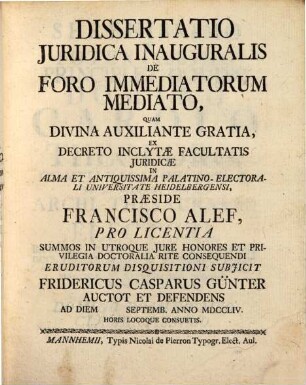 DISSERTATIO
JURIDICA INAUGURALIS
DE
FORO IMMEDIATORUM
MEDIATO,
QUAM
DIVINA AUXILIANTE GRATIA,
EX
DECRETO INCLYTÆ FACULTATIS
JURIDICÆ
IN
ALMA ET ANTIQUISSIMA PALATINO-ELECTORA-
LI UNIVERSITATE HEIDELBERGENSI,
PRÆSIDE
FRANCISCO ALEF,
PRO LICENTIA
SUMMOS IN UTROQUE JURE HONORES ET PRI-
VILEGIA DOCTORALIA RITE CONSEQUENDI
ERUDITORUM DISQUISITIONI SUBJICIT
FRIDERICUS CASPARUS GÜNTER
AUCTOT ET DEFENDENS
AD DIEM SEPTEMB. ANNO MDCCLIV.
HORIS LOCOQUE CONSUETIS.
MANNHEMII, Typis Nicolai de Pierron Typogr. Elect. Aul.